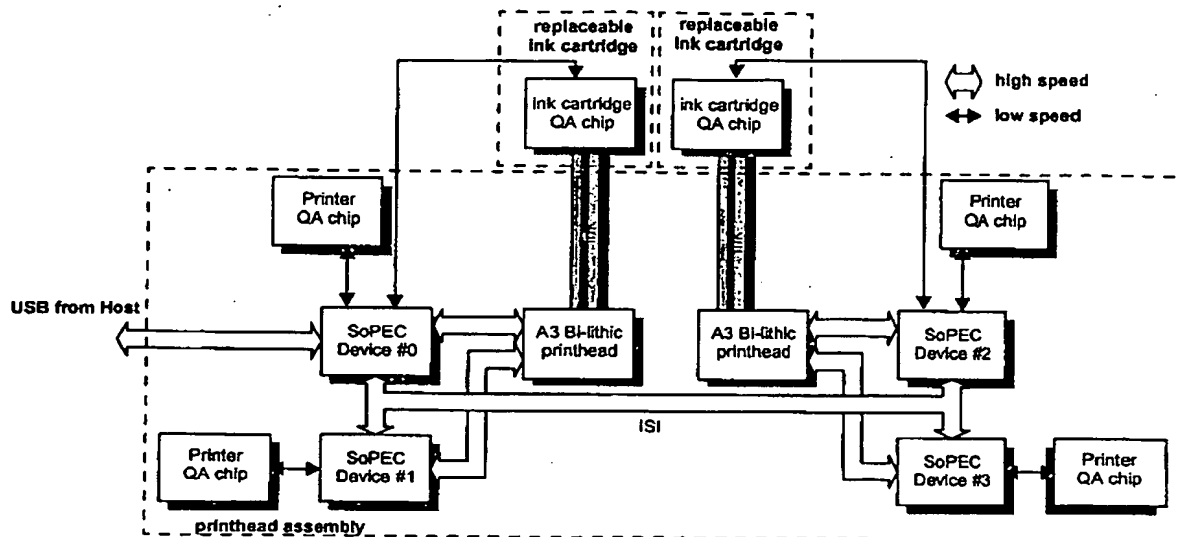 replaceable
ink cartridge
replaceable
ink cartridge
high speed
low speed
ink cartridge
QA chip
ink cartridge
QA chip
Printer
QA chip
Printer
QA chip
USB from Host
SoPEC
Device #0
A3 Bi-lithic
printhead
A3 Bi-lithic
printhead
SoPEC
Device #2
ISI
Printer
QA chip
SoPEC
Device #1
SoPEC
Device #3
Printer
QA chip
printhead assembly